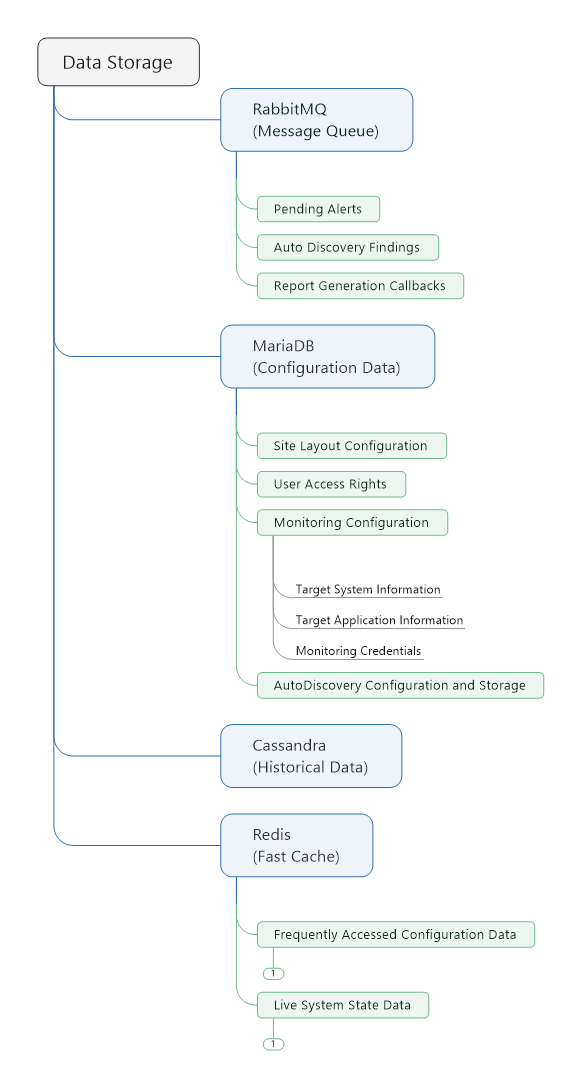 Data Storage
RabbitMQ
(Message Queue)
Pending Alerts
Auto Discovery Findings
Report Generation Callbacks
MariaDB
(Configuration Data)
Site Layout Configuration
User Access Rights
Monitoring Configuration
Target System Information
Target Application Information
Monitoring Credentials
AutoDiscovery Configuration and Storage
Cassandra
(Historical Data)
Redis
(Fast Cache)
Frequently Accessed Configuration Data
1
Live System State Data
1